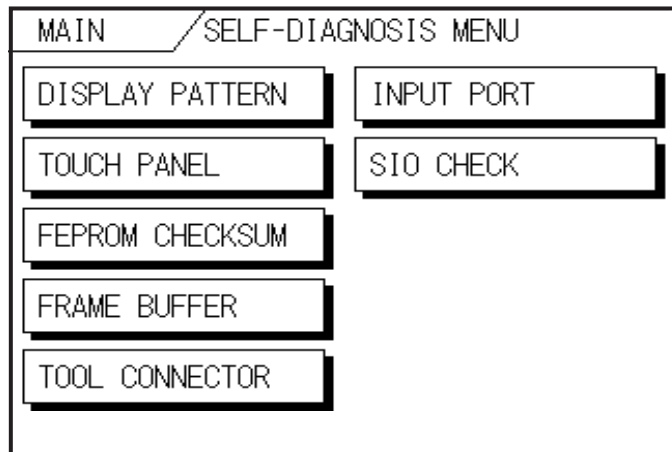 MAIN
SELF-DIAGNOSIS MENU
DISPLAY PATTERN
INPUT PORT
TOUCH PANEL
SIO CHECK
FEPROM CHECKSUM
FRAME BUFFER
TOOL CONNECTOR